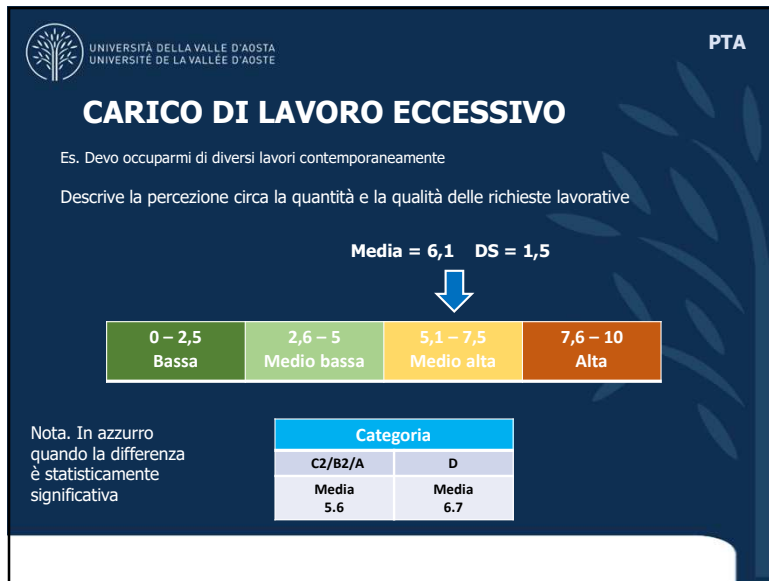 UNIVERSITÀ DELLA VALLE D'AOSTA
UNIVERSITÉ DE LA VALLÉE D'AOSTE
PTA
CARICO DI LAVORO ECCESSIVO
Es. Devo occuparmi di diversi lavori contemporaneamente
Descrive la percezione circa la quantità e la qualità delle richieste lavorative
Media = 6,1 DS = 1,5
0 – 2,5 2,6 – 5 5,1 – 7,5 7,6 – 10
Bassa Medio bassa Medio alta Alta
Nota. In azzurro
quando la differenza
è statisticamente
significativa
Categoria
C2/B2/A D
Media Media
5.6 6.7